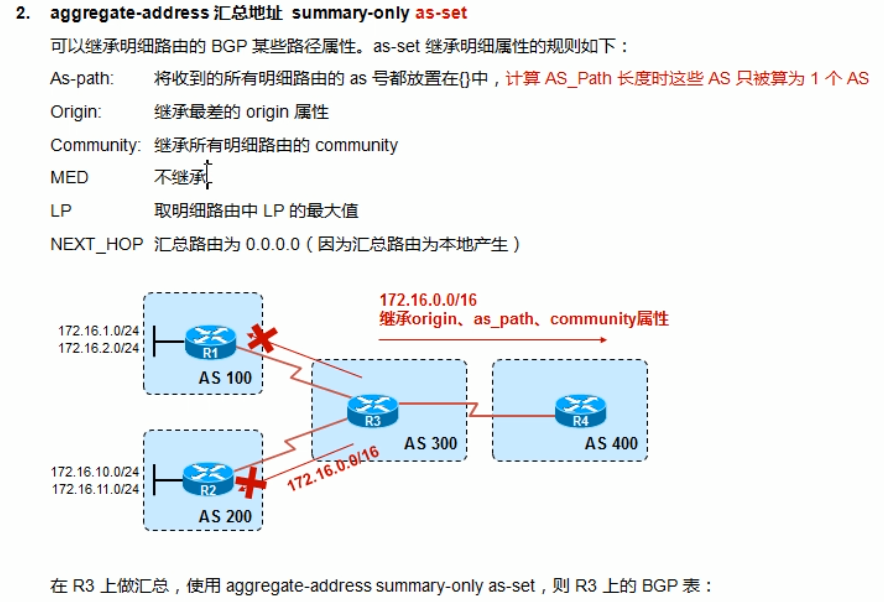 2. aggregate-address 汇总地址 summary-only as-set
可以继承明细路由的 BGP 某些路径属性。as-set 继承明细属性的规则如下：
As-path: 将收到的所有明细路由的 as 号都放置在{}中，计算 AS_Path 长度时这些 AS 只被算为 1 个 AS
Origin: 继承最差的 origin 属性
Community: 继承所有明细路由的 community
MED 不继承
LP 取明细路由中 LP 的最大值
NEXT_HOP 汇总路由为 0.0.0.0（因为汇总路由为本地产生）
172.16.0.0/16
继承origin、as_path、community属性
172.16.1.0/24
172.16.2.0/24
R1
AS 100
R3
AS 300
R4
AS 400
172.16.0.0/16
172.16.10.0/24
172.16.11.0/24
R2
AS 200
在 R3 上做汇总，使用 aggregate-address summary-only as-set，则 R3 上的 BGP 表：